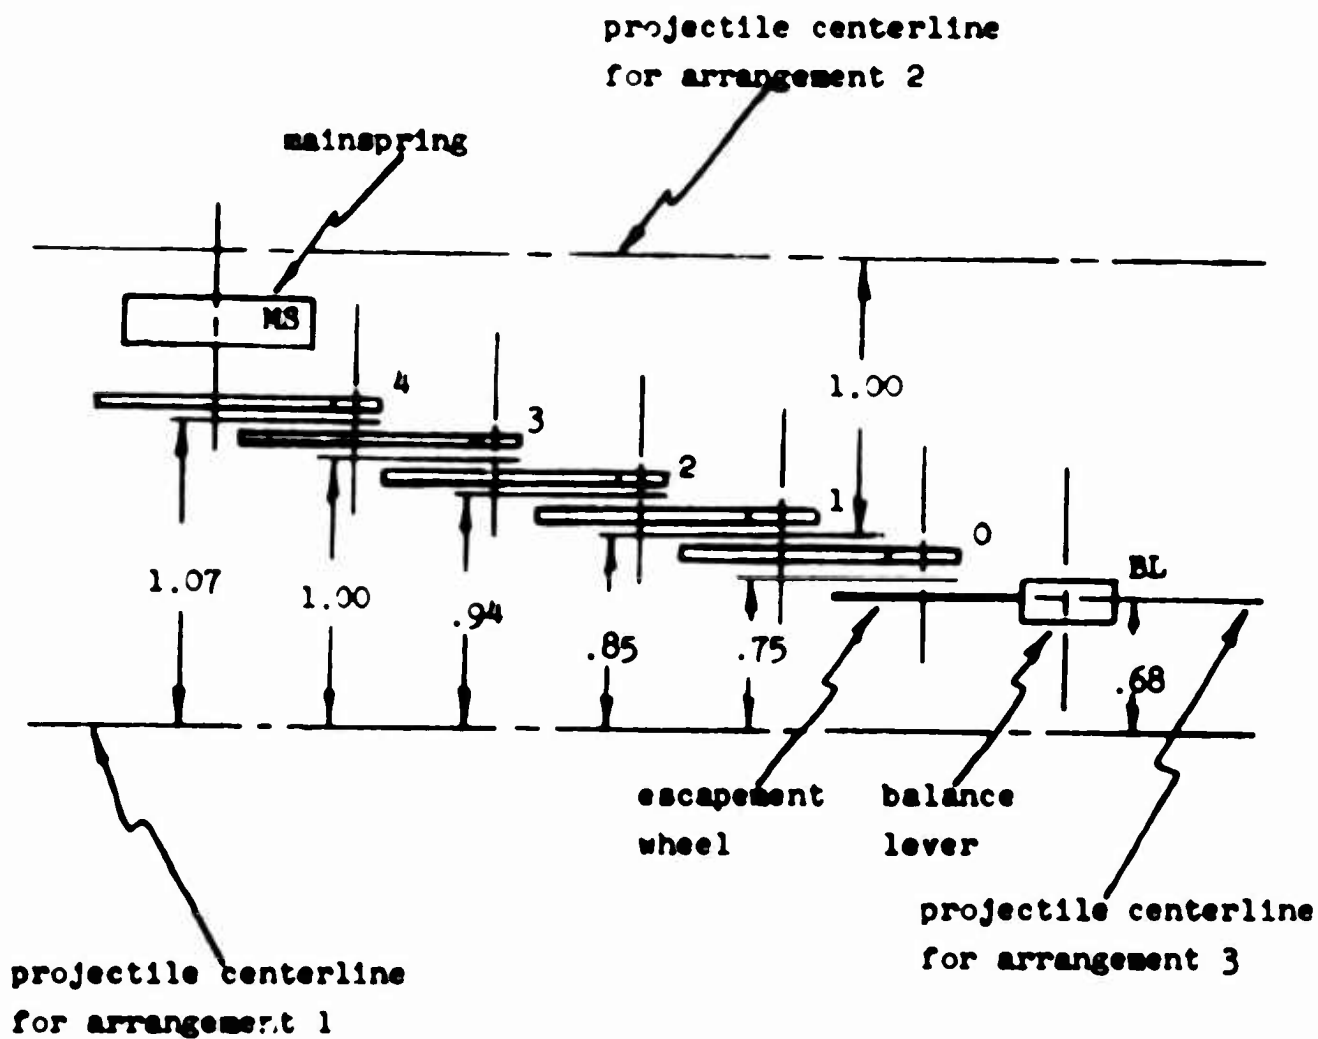 projectile centerline
for arrangement 2
mainspring
MS
4
3
2
1
0
1.00
BL
1.07
1.00
.94
.85
.75
.68
escapement
wheel
balance
lever
projectile centerline
for arrangement 3
projectile centerline
for arrangement 1